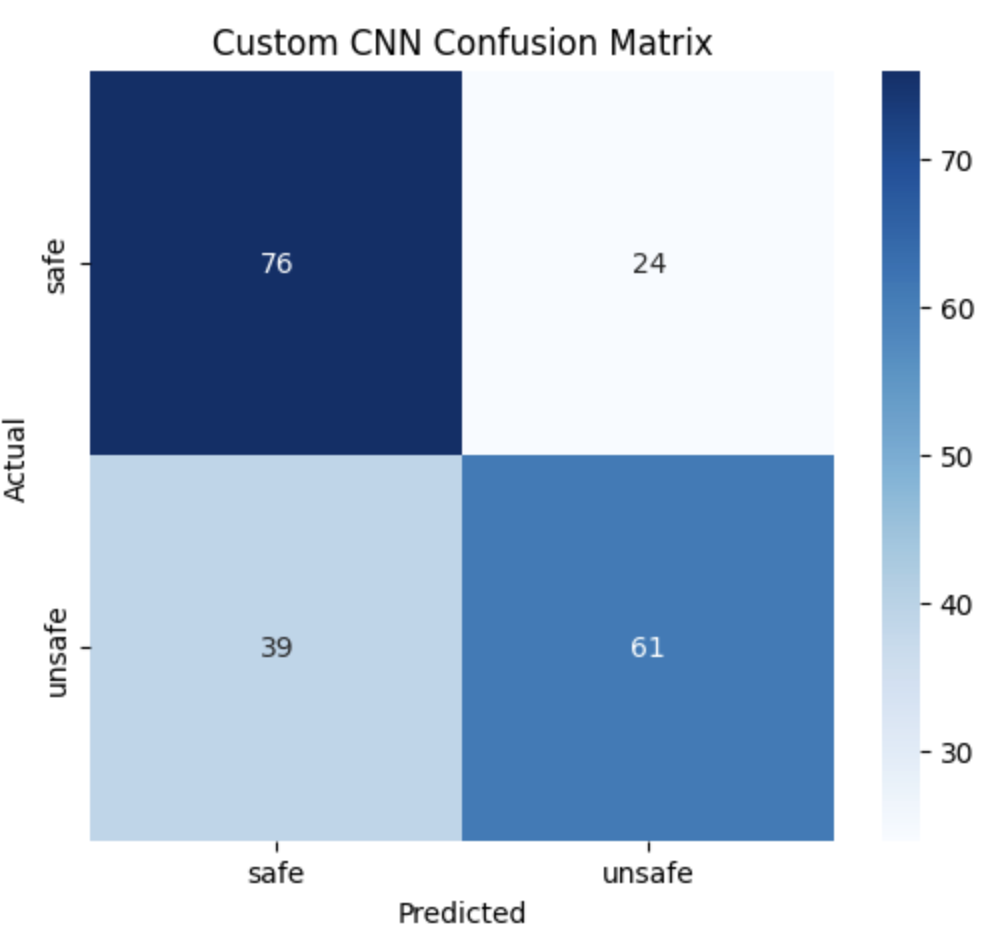 Custom CNN Confusion Matrix
safe
76
24
70
60
50
40
30
Actual
unsafe
39
61
safe
unsafe
Predicted